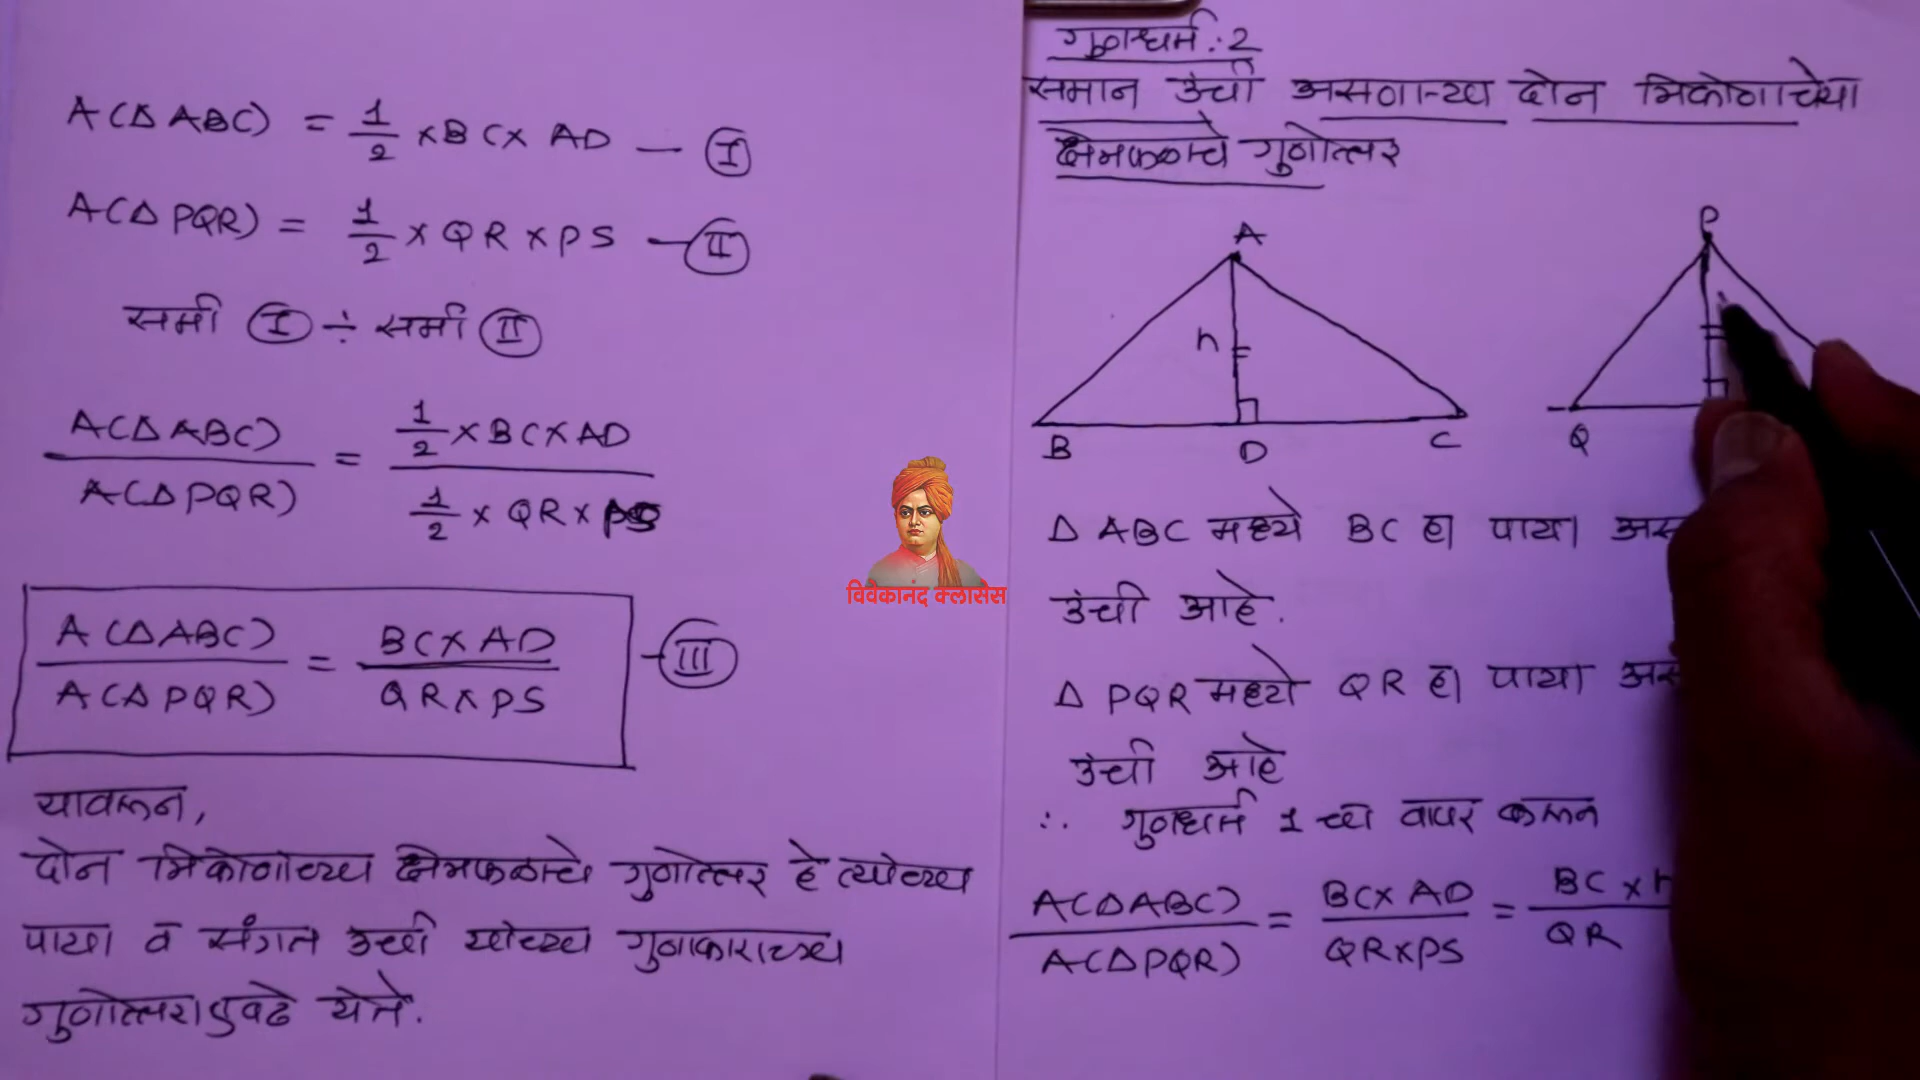 A(Δ ABC) = 1/2 × BC × AD — I
A(Δ PQR) = 1/2 × QR × PS — II
समी I ÷ समी II
A(Δ ABC) / A(Δ PQR) = 1/2 × BC × AD / 1/2 × QR × PS
A(Δ ABC) / A(Δ PQR) = BC × AD / QR × PS — III
यावरून,
दोन त्रिकोणाच्या क्षेत्रफळाचे गुणोत्तर हे त्यांच्या
पाया व संगत उंची यांच्या गुणाकाराच्या
गुणोत्तराएवढे येते.
विवेकानंद क्लासेस
गुणधर्म : 2
समान उंची असणाऱ्या दोन त्रिकोणाचेया
क्षेत्रफळाचे गुणोत्तर
A
P
h
B
D
C
Q
Δ ABC मध्ये BC हा पाया
उंची आहे.
Δ PQR मध्ये QR हा पाया
उंची आहे
∴ गुणधर्म 1 चा वापर करून
A(Δ ABC) / A(Δ PQR) = BC × AD / QR × PS = BC × h / QR